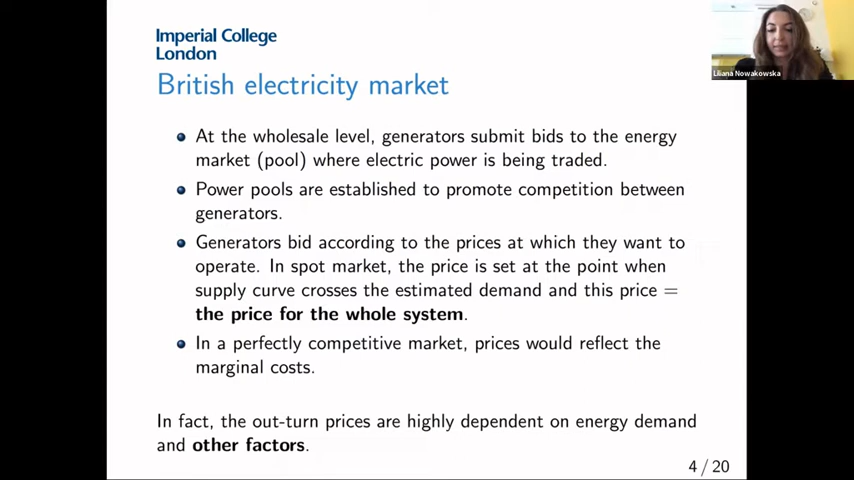 Imperial College
London
British electricity market
Liliana Nowakowska
At the wholesale level, generators submit bids to the energy
market (pool) where electric power is being traded.
Power pools are established to promote competition between
generators.
Generators bid according to the prices at which they want to
operate. In spot market, the price is set at the point when
supply curve crosses the estimated demand and this price =
the price for the whole system.
In a perfectly competitive market, prices would reflect the
marginal costs.
In fact, the out-turn prices are highly dependent on energy demand
and other factors.
4 / 20